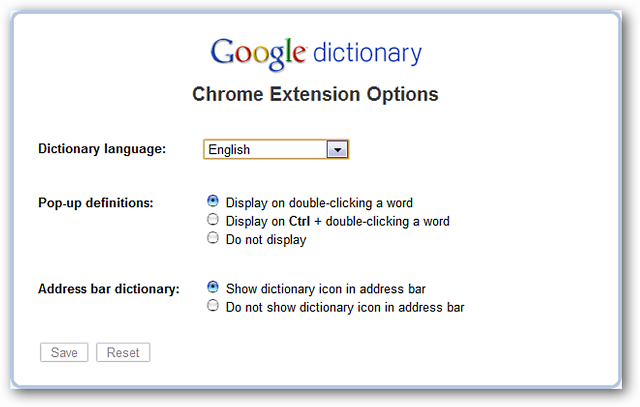 Google dictionary
Chrome Extension Options
Dictionary language: English
Pop-up definitions: Display on double-clicking a word
Display on Ctrl + double-clicking a word
Do not display
Address bar dictionary: Show dictionary icon in address bar
Do not show dictionary icon in address bar
Save Reset